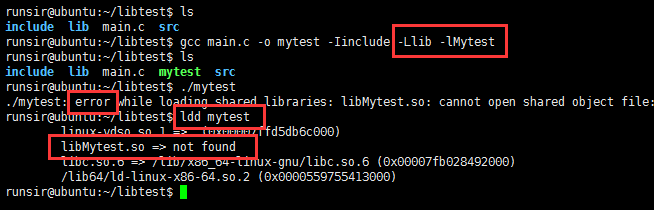 runsir@ubuntu:~/libtest$ ls
include lib main.c src
runsir@ubuntu:~/libtest$ gcc main.c -o mytest -Iinclude -Llib -lMytest
runsir@ubuntu:~/libtest$ ls
include lib main.c mytest src
runsir@ubuntu:~/libtest$ ./mytest
./mytest: error while loading shared libraries: libMytest.so: cannot open shared object file:
runsir@ubuntu:~/libtest$ ldd mytest
linux-vdso.so.1 => (0x00007ffd5db6c000)
libMytest.so => not found
libc.so.6 => /lib/x86_64-linux-gnu/libc.so.6 (0x00007fb028492000)
/lib64/ld-linux-x86-64.so.2 (0x0000559755413000)
runsir@ubuntu:~/libtest$